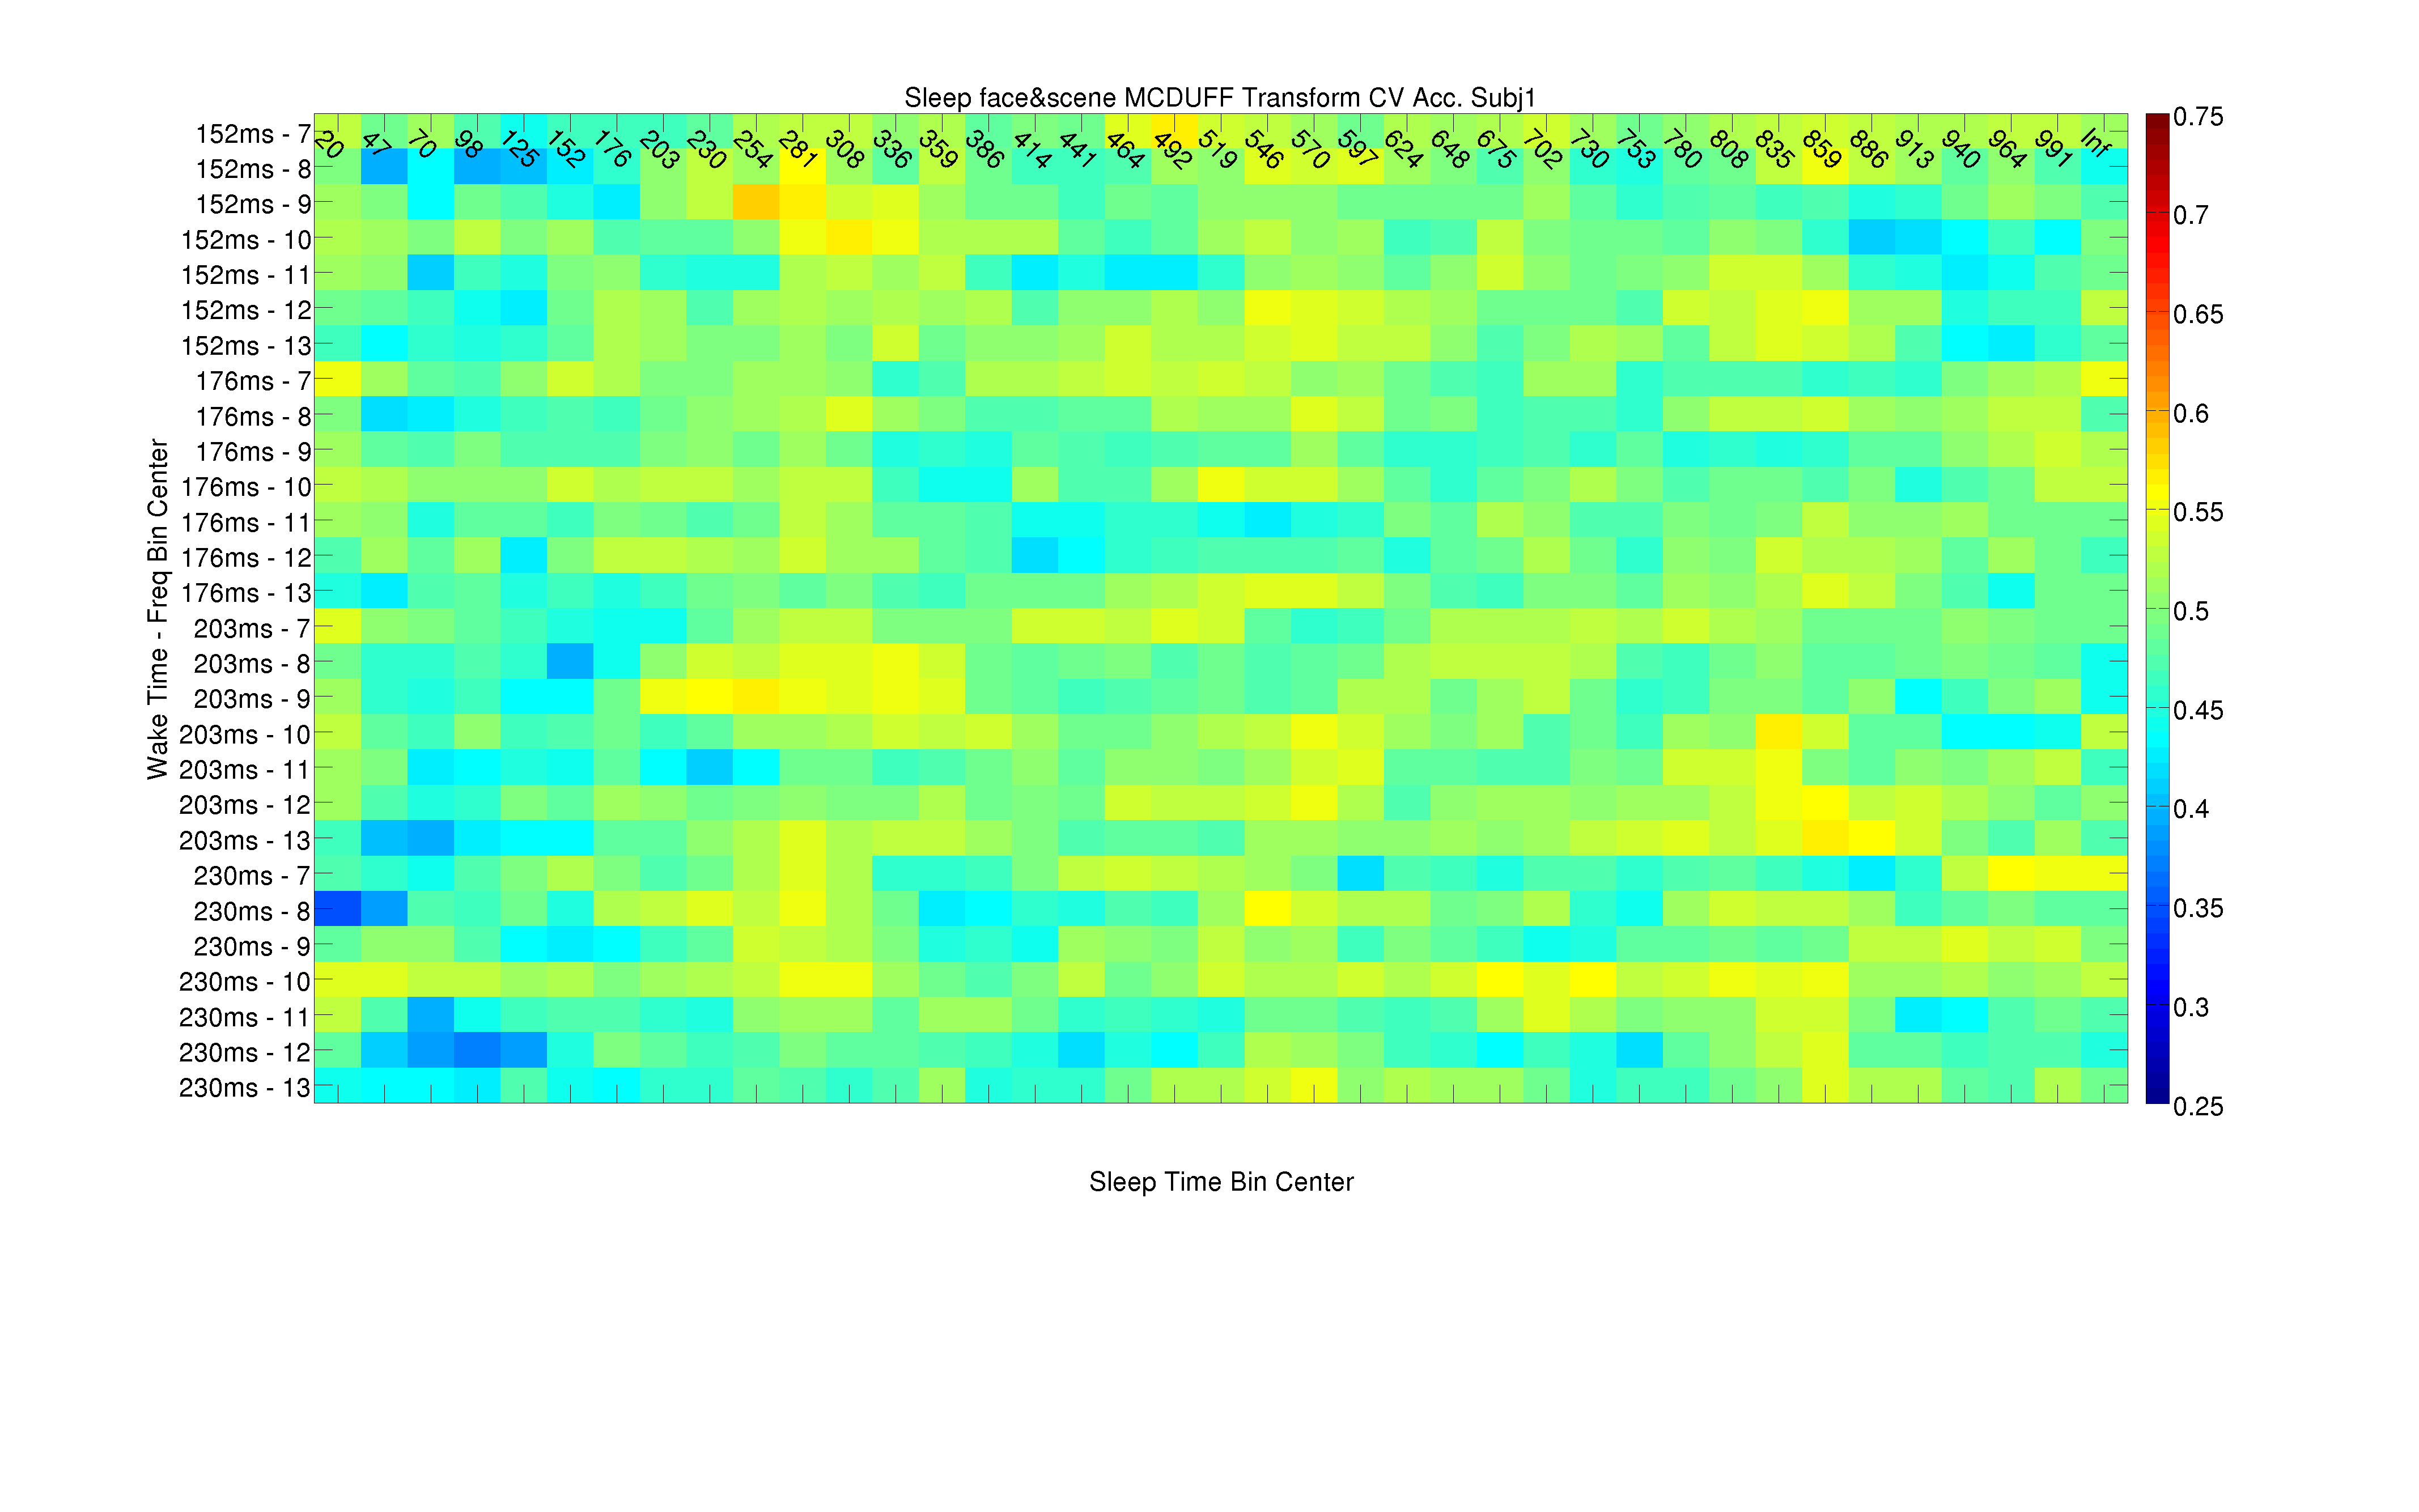 Sleep face&scene MCDUFF Transform CV Acc. Subj1
20 47 70 98 125 152 176 203 230 254 281 308 336 359 386 414 441 464 492 519 546 570 597 624 648 675 702 730 753 780 808 835 859 886 913 940 964 991 Inf
Wake Time - Freq Bin Center
152ms - 7
152ms - 8
152ms - 9
152ms - 10
152ms - 11
152ms - 12
152ms - 13
176ms - 7
176ms - 8
176ms - 9
176ms - 10
176ms - 11
176ms - 12
176ms - 13
203ms - 7
203ms - 8
203ms - 9
203ms - 10
203ms - 11
203ms - 12
203ms - 13
230ms - 7
230ms - 8
230ms - 9
230ms - 10
230ms - 11
230ms - 12
230ms - 13
0.75
0.7
0.65
0.6
0.55
0.5
0.45
0.4
0.35
0.3
0.25
Sleep Time Bin Center